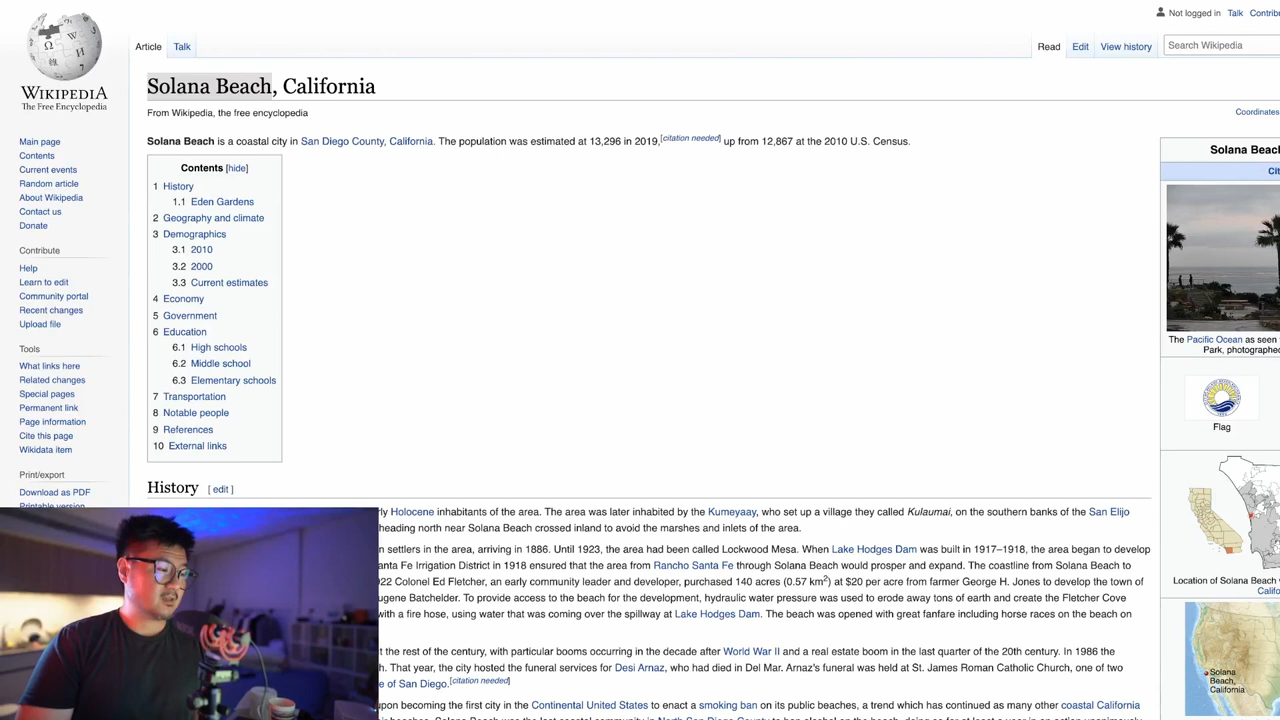 Not logged in Talk Contribu
Article Talk Read Edit View history Search Wikipedia
WIKIPEDIA
The Free Encyclopedia
Solana Beach, California
From Wikipedia, the free encyclopedia
Coordinates
Solana Beach is a coastal city in San Diego County, California. The population was estimated at 13,296 in 2019,[citation needed] up from 12,867 at the 2010 U.S. Census.
Main page
Contents
Current events
Random article
About Wikipedia
Contact us
Donate
Contribute
Help
Learn to edit
Community portal
Recent changes
Upload file
Tools
What links here
Related changes
Special pages
Permanent link
Page information
Cite this page
Wikidata item
Print/export
Download as PDF
Printable version
Contents [hide]
1 History
1.1 Eden Gardens
2 Geography and climate
3 Demographics
3.1 2010
3.2 2000
3.3 Current estimates
4 Economy
5 Government
6 Education
6.1 High schools
6.2 Middle school
6.3 Elementary schools
7 Transportation
8 Notable people
9 References
10 External links
History [ edit ]
ly Holocene inhabitants of the area. The area was later inhabited by the Kumeyaay, who set up a village they called Kulaumai, on the southern banks of the San Elijo
heading north near Solana Beach crossed inland to avoid the marshes and inlets of the area.
n settlers in the area, arriving in 1886. Until 1923, the area had been called Lockwood Mesa. When Lake Hodges Dam was built in 1917–1918, the area began to develop
anta Fe Irrigation District in 1918 ensured that the area from Rancho Santa Fe through Solana Beach would prosper and expand. The coastline from Solana Beach to
22 Colonel Ed Fletcher, an early community leader and developer, purchased 140 acres (0.57 km2) at $20 per acre from farmer George H. Jones to develop the town of
ugene Batchelder. To provide access to the beach for the development, hydraulic water pressure was used to erode away tons of earth and create the Fletcher Cove
with a fire hose, using water that was coming over the spillway at Lake Hodges Dam. The beach was opened with great fanfare including horse races on the beach on
t the rest of the century, with particular booms occurring in the decade after World War II and a real estate boom in the last quarter of the 20th century. In 1986 the
h. That year, the city hosted the funeral services for Desi Arnaz, who had died in Del Mar. Arnaz's funeral was held at St. James Roman Catholic Church, one of two
e of San Diego.[citation needed]
upon becoming the first city in the Continental United States to enact a smoking ban on its public beaches, a trend which has continued as many other coastal California
Solana Beach
Cit
The Pacific Ocean as seen
Park, photographe
Flag
Location of Solana Beach
Califo
Solana
Beach,
California